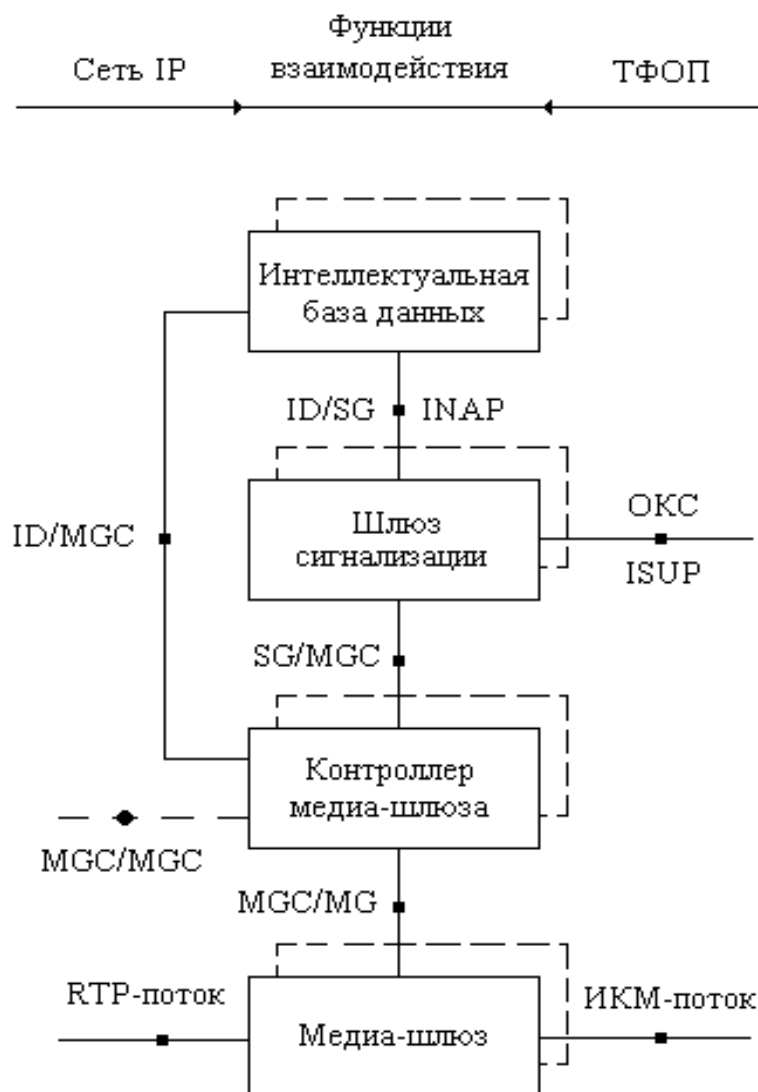 Функции
Сеть IP взаимодействия ТФОП
Интеллектуальная
база данных
ID/SG INAP
Шлюз
сигнализации
ОКС
ISUP
ID/MGC
SG/MGC
Контроллер
медиа-шлюза
MGC/MGC
MGC/MG
RTP-поток
Медиа-шлюз
ИКМ-поток